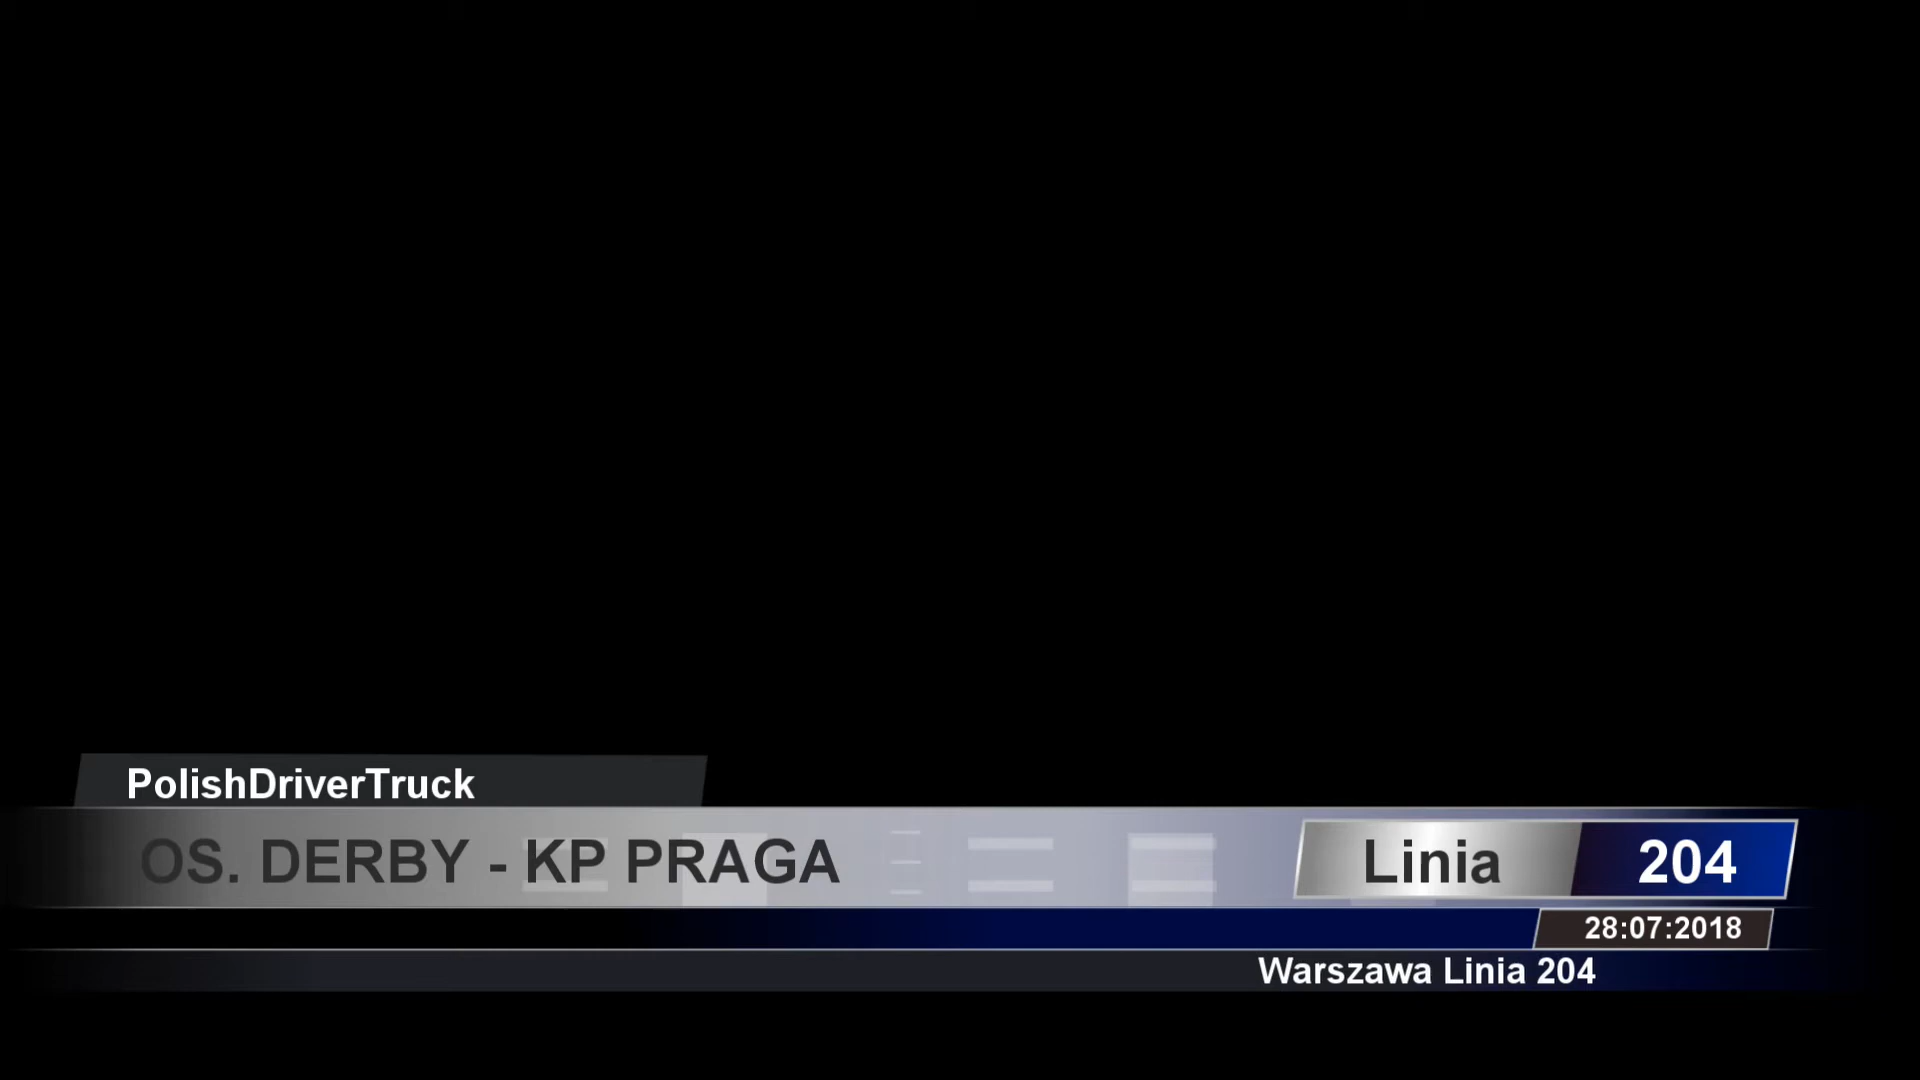 PolishDriverTruck
OS. DERBY - KP PRAGA
Linia 204
28:07:2018
Warszawa Linia 204